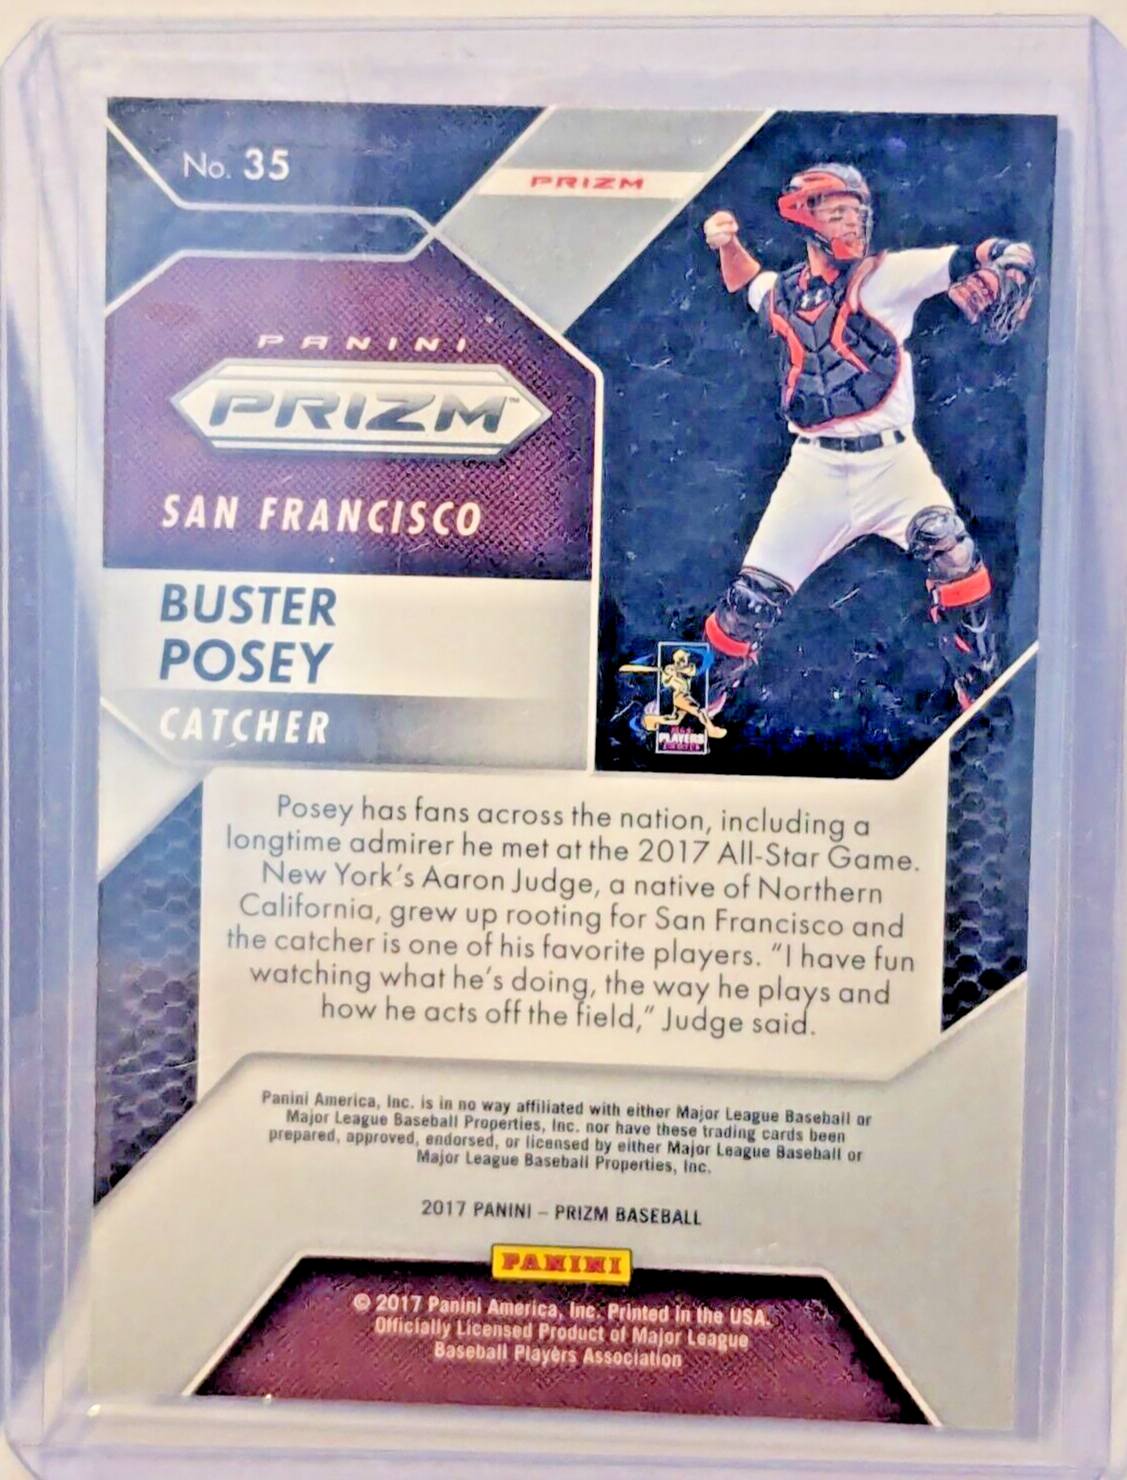 No. 35
PRIZM
PANINI
PRIZM™
SAN FRANCISCO
BUSTER
POSEY
CATCHER
PLAYERS
Posey has fans across the nation, including a
longtime admirer he met at the 2017 All-Star Game.
New York's Aaron Judge, a native of Northern
California, grew up rooting for San Francisco and
the catcher is one of his favorite players. "I have fun
watching what he's doing, the way he plays and
how he acts off the field," Judge said.
Panini America, Inc. is in no way affiliated with either Major League Baseball or
Major League Baseball Properties, Inc. nor have these trading cards been
prepared, approved, endorsed, or licensed by either Major League Baseball or
Major League Baseball Properties, Inc.
2017 PANINI – PRIZM BASEBALL
PANINI
© 2017 Panini America, Inc. Printed in the USA.
Officially Licensed Product of Major League
Baseball Players Association